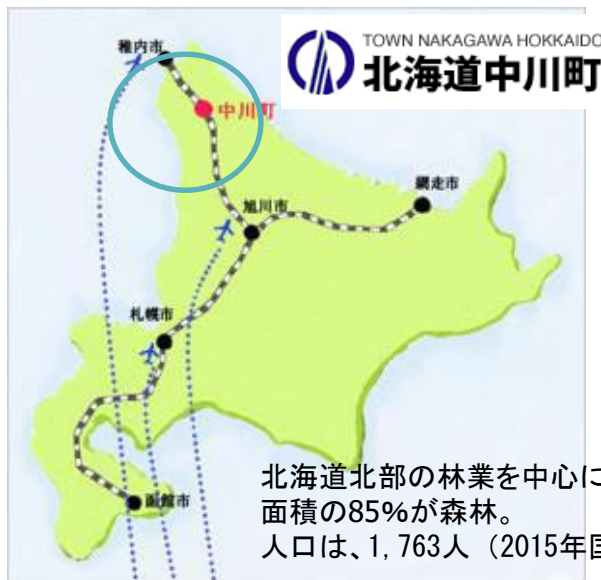 TOWN NAKAGAWA HOKKAIDO
北海道中川町
稚内市
中川町
網走市
旭川市
札幌市
函館市
北海道北部の林業を中心に
面積の85%が森林。
人口は、1,763人（2015年国